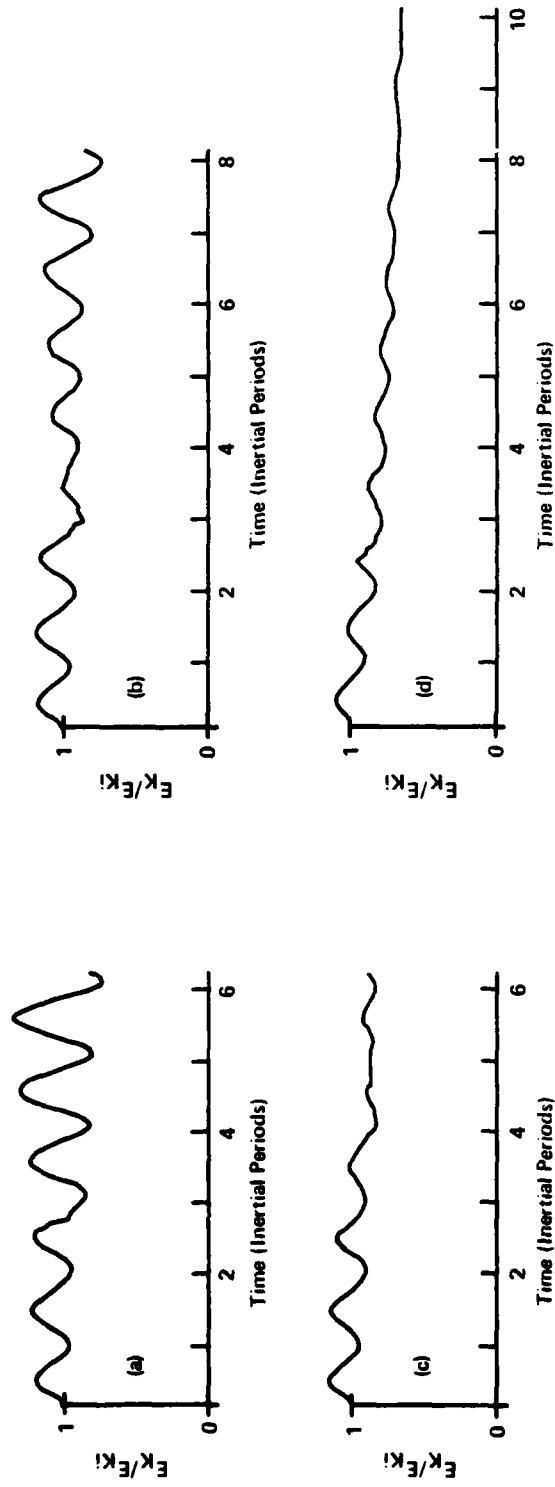 E_K/E_Ki
1
0
(a)
2
4
6
Time (Inertial Periods)
E_K/E_Ki
1
0
(b)
2
4
6
8
Time (Inertial Periods)
E_K/E_Ki
1
0
(c)
2
4
6
Time (Inertial Periods)
E_K/E_Ki
1
0
(d)
2
4
6
8
10
Time (Inertial Periods)